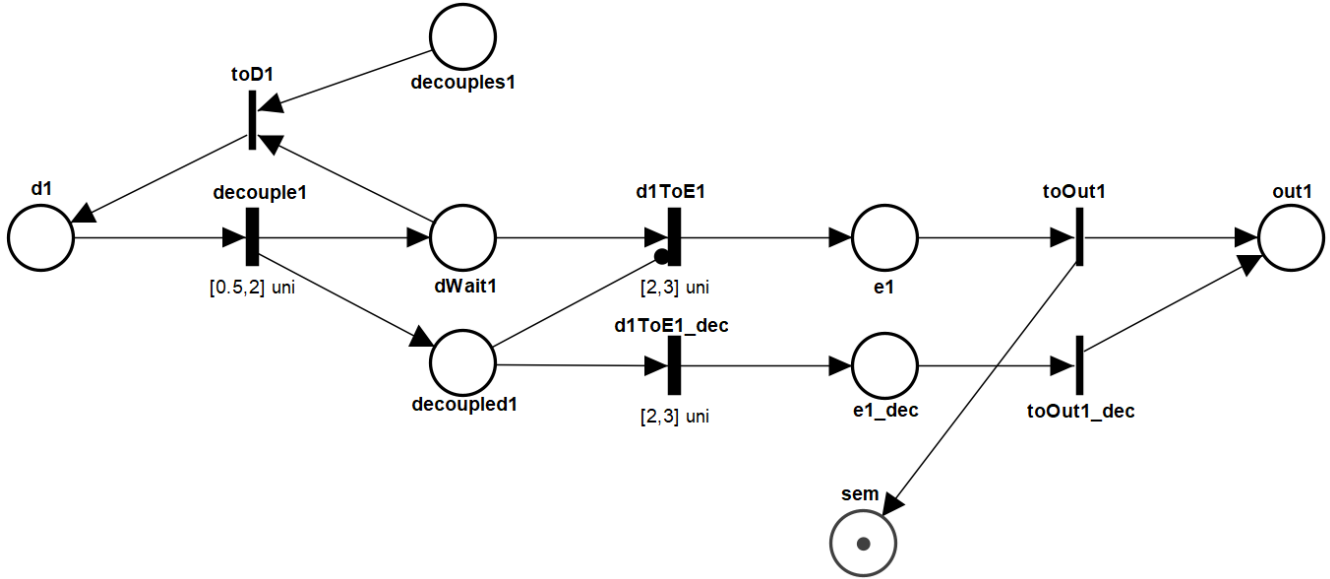 decouples1
toD1
d1
decouple1
d1ToE1
toOut1
out1
[0.5,2] uni
dWait1
[2,3] uni
e1
d1ToE1_dec
decoupled1
[2,3] uni
e1_dec
toOut1_dec
sem